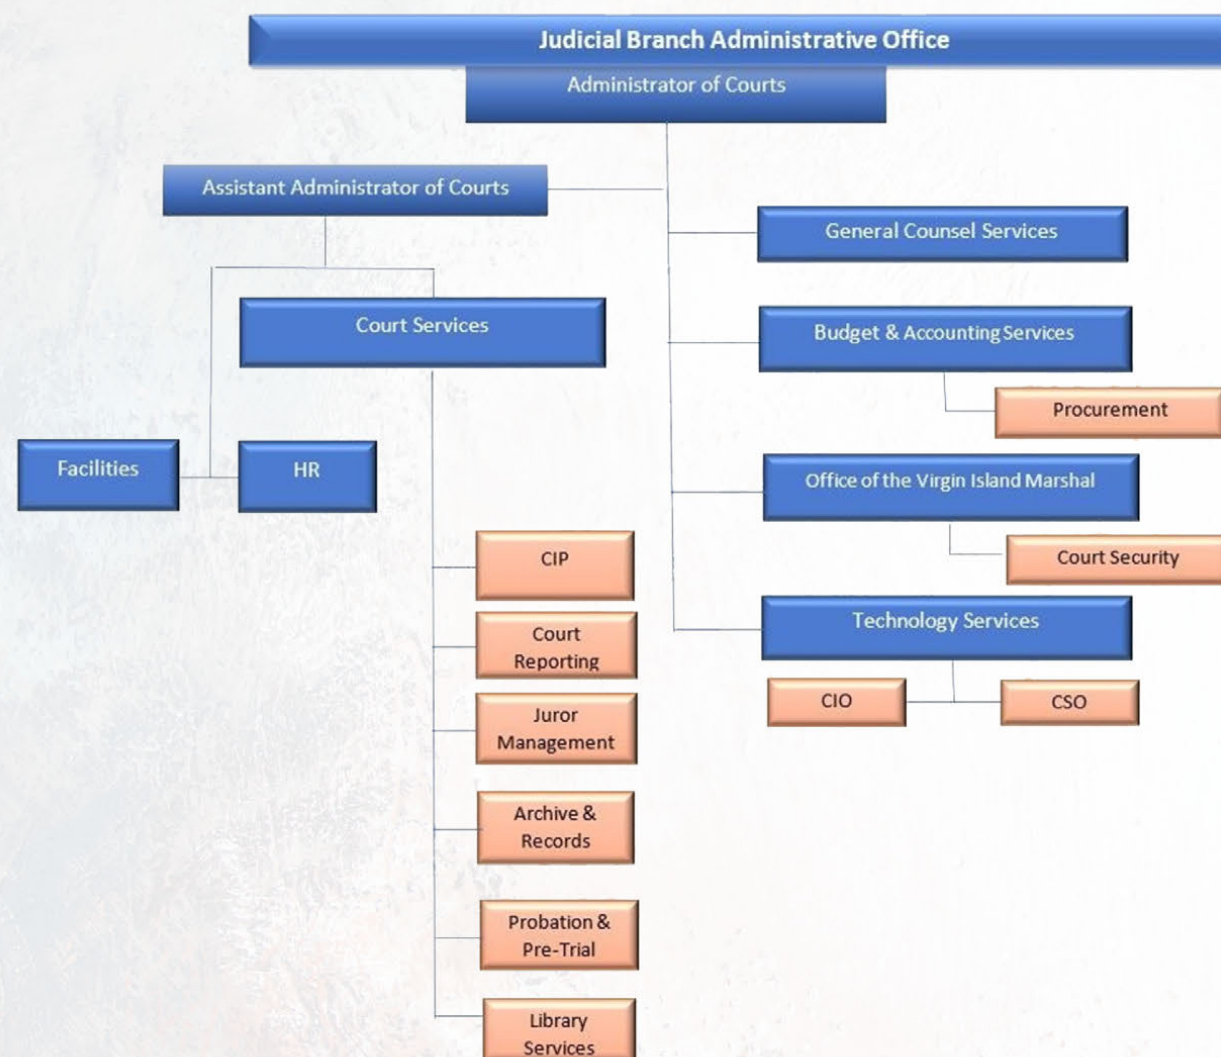 Judicial Branch Administrative Office
Administrator of Courts
Assistant Administrator of Courts
General Counsel Services
Court Services
Budget & Accounting Services
Procurement
Facilities
HR
Office of the Virgin Island Marshal
Court Security
CIP
Technology Services
Court
Reporting
CIO
CSO
Juror
Management
Archive &
Records
Probation &
Pre-Trial
Library
Services